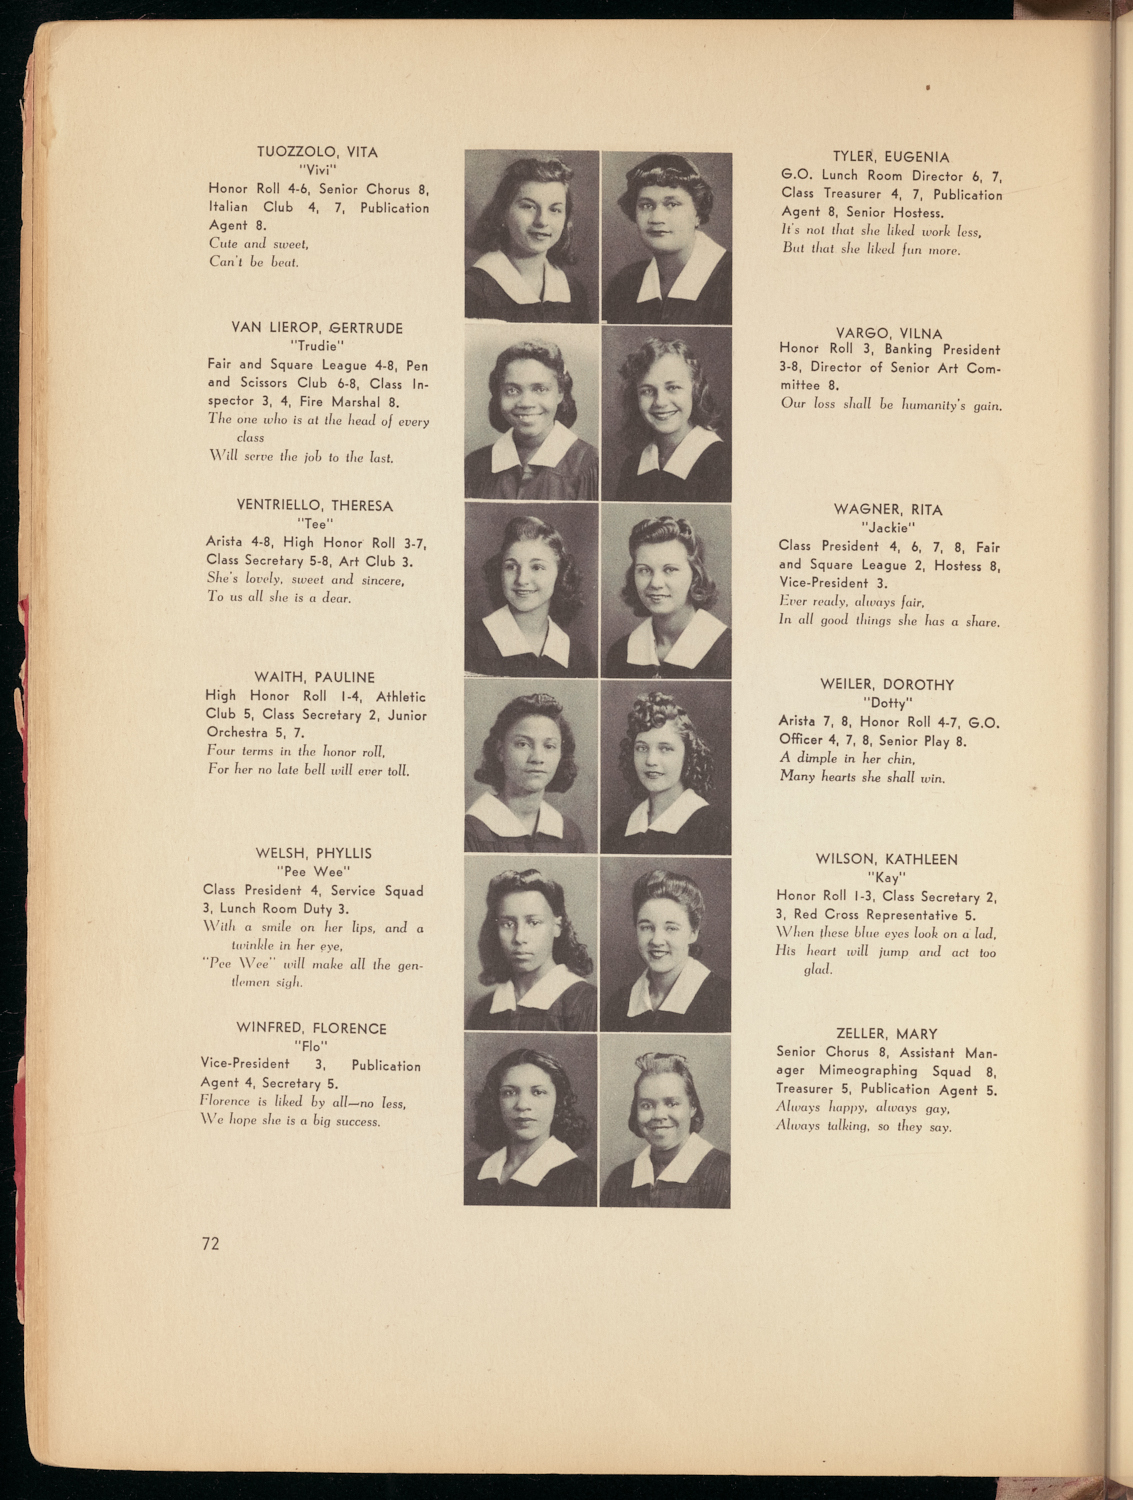 TUOZZOLO, VITA
"Vivi"
Honor Roll 4-6, Senior Chorus 8,
Italian Club 4, 7, Publication
Agent 8.
Cute and sweet,
Can't be beat.
VAN LIEROP, GERTRUDE
"Trudie"
Fair and Square League 4-8, Pen
and Scissors Club 6-8, Class In-
spector 3, 4, Fire Marshal 8.
The one who is at the head of every
class
Will serve the job to the last.
VENTRIELLO, THERESA
"Tee"
Arista 4-8, High Honor Roll 3-7,
Class Secretary 5-8, Art Club 3.
She's lovely, sweet and sincere,
To us all she is a dear.
WAITH, PAULINE
High Honor Roll 1-4, Athletic
Club 5, Class Secretary 2, Junior
Orchestra 5, 7.
Four terms in the honor roll,
For her no late bell will ever toll.
WELSH, PHYLLIS
"Pee Wee"
Class President 4, Service Squad
3, Lunch Room Duty 3.
With a smile on her lips, and a
twinkle in her eye,
"Pee Wee" will make all the gen-
tlemen sigh.
WINFRED, FLORENCE
"Flo"
Vice-President 3, Publication
Agent 4, Secretary 5.
Florence is liked by all—no less,
We hope she is a big success.
TYLER, EUGENIA
G.O. Lunch Room Director 6, 7,
Class Treasurer 4, 7, Publication
Agent 8, Senior Hostess.
It's not that she liked work less,
But that she liked fun more.
VARGO, VILNA
Honor Roll 3, Banking President
3-8, Director of Senior Art Com-
mittee 8.
Our loss shall be humanity's gain.
WAGNER, RITA
"Jackie"
Class President 4, 6, 7, 8, Fair
and Square League 2, Hostess 8,
Vice-President 3.
Ever ready, always fair,
In all good things she has a share.
WEILER, DOROTHY
"Dotty"
Arista 7, 8, Honor Roll 4-7, G.O.
Officer 4, 7, 8, Senior Play 8.
A dimple in her chin,
Many hearts she shall win.
WILSON, KATHLEEN
"Kay"
Honor Roll 1-3, Class Secretary 2,
3, Red Cross Representative 5.
When these blue eyes look on a lad,
His heart will jump and act too
glad.
ZELLER, MARY
Senior Chorus 8, Assistant Man-
ager Mimeographing Squad 8,
Treasurer 5, Publication Agent 5.
Always happy, always gay,
Always talking, so they say.
72